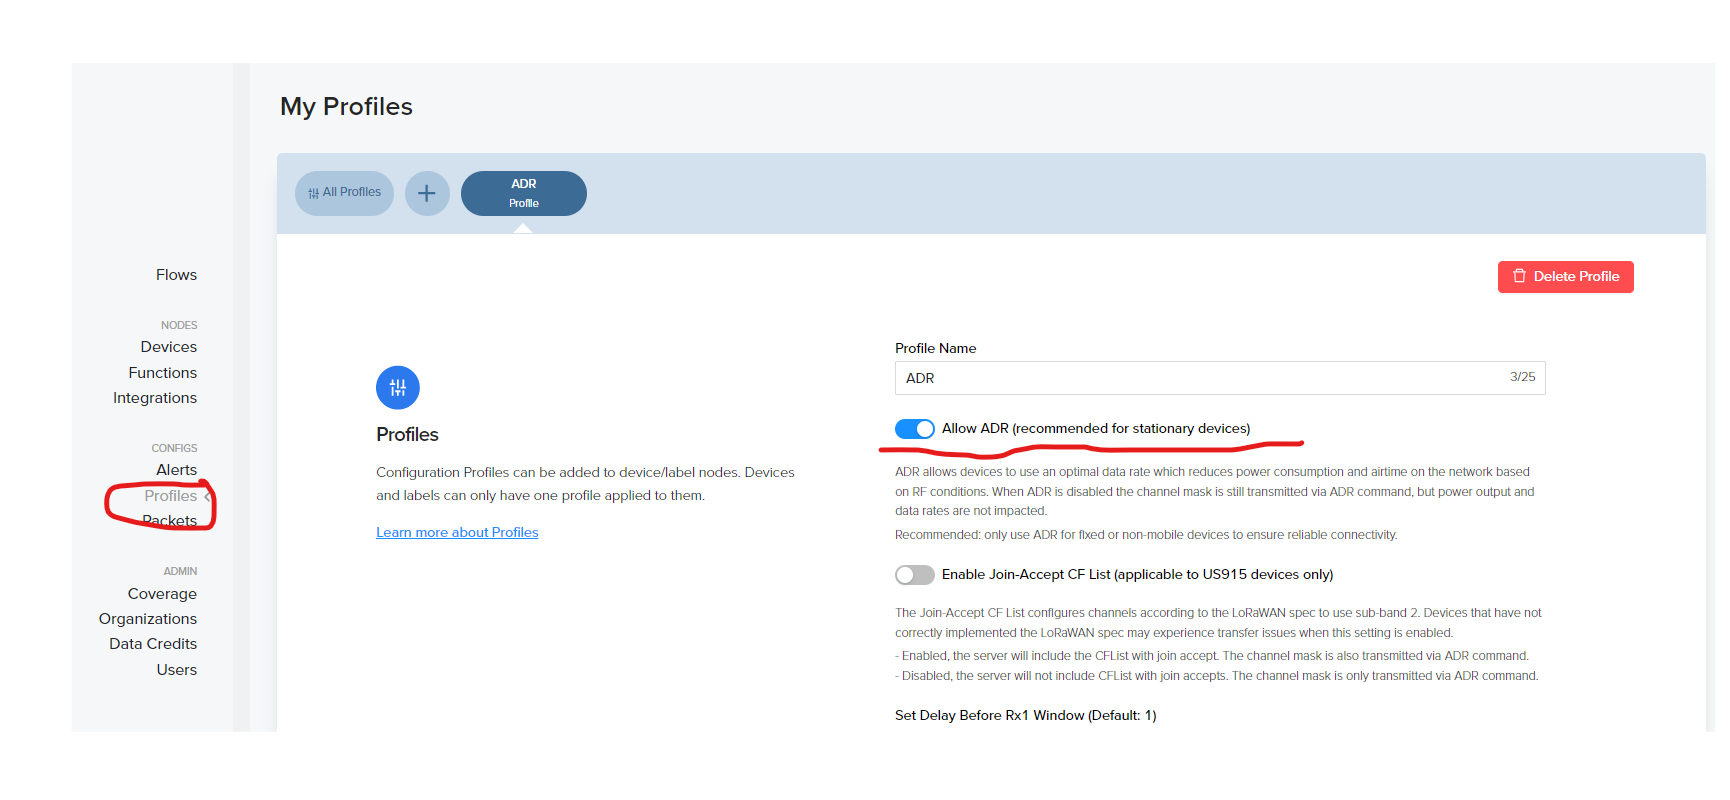 My Profiles
All Profiles
ADR
Profile
Flows
NODES
Devices
Functions
Integrations
CONFIGS
Alerts
Profiles
Packets
ADMIN
Coverage
Organizations
Data Credits
Users
Delete Profile
Profiles
Configuration Profiles can be added to device/label nodes. Devices
and labels can only have one profile applied to them.
Learn more about Profiles
Profile Name
ADR 3/25
Allow ADR (recommended for stationary devices)
ADR allows devices to use an optimal data rate which reduces power consumption and airtime on the network based
on RF conditions. When ADR is disabled the channel mask is still transmitted via ADR command, but power output and
data rates are not impacted.
Recommended: only use ADR for fixed or non-mobile devices to ensure reliable connectivity.
Enable Join-Accept CF List (applicable to US915 devices only)
The Join-Accept CF List configures channels according to the LoRaWAN spec to use sub-band 2. Devices that have not
correctly implemented the LoRaWAN spec may experience transfer issues when this setting is enabled.
- Enabled, the server will include the CFList with join accept. The channel mask is also transmitted via ADR command.
- Disabled, the server will not include CFList with join accepts. The channel mask is only transmitted via ADR command.
Set Delay Before Rx1 Window (Default: 1)